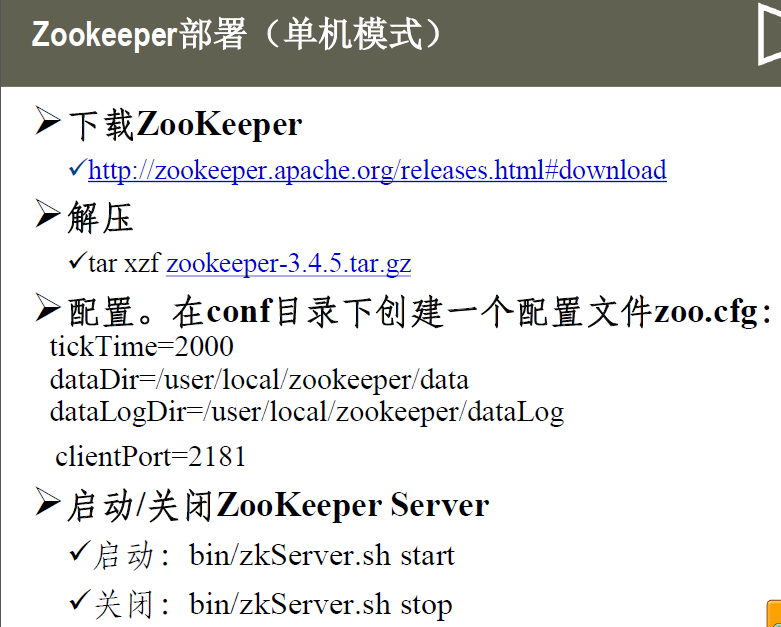 Zookeeper部署（单机模式）
下载ZooKeeper
http://zookeeper.apache.org/releases.html#download
解压
tar xzf zookeeper-3.4.5.tar.gz
配置。在conf目录下创建一个配置文件zoo.cfg：
tickTime=2000
dataDir=/user/local/zookeeper/data
dataLogDir=/user/local/zookeeper/dataLog
clientPort=2181
启动/关闭ZooKeeper Server
启动：bin/zkServer.sh start
关闭：bin/zkServer.sh stop